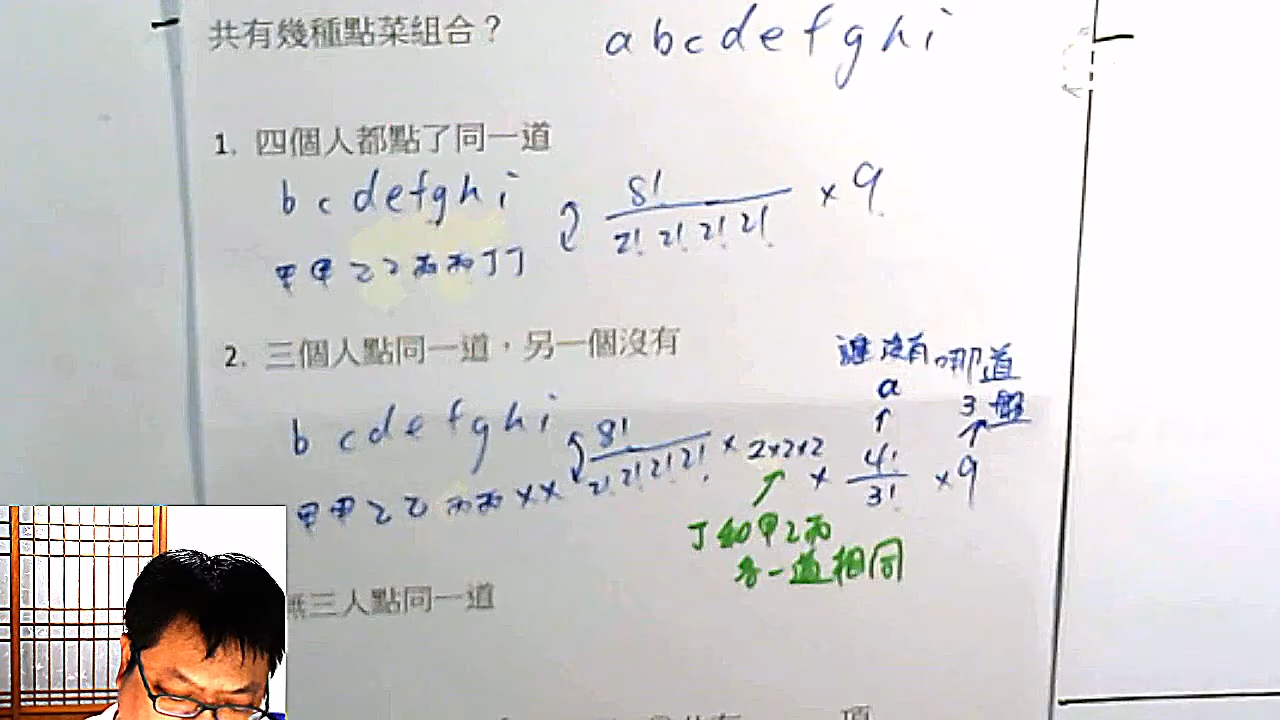 共有幾種點菜組合？
a b c d e f g h i
1. 四個人都點了同一道
b c d e f g h i
甲甲乙乙丙丙丁丁
8!
2! 2! 2! 2!
× 9
2. 三個人點同一道，另一個沒有
誰沒有 哪道
a 3盤
b c d e f g h i
甲甲乙乙丙丙××
8!
2! 2! 2! 2!
× 2×2×2
× 4!
3!
× 9
丁和甲乙丙
各一道相同
無三人點同一道
項